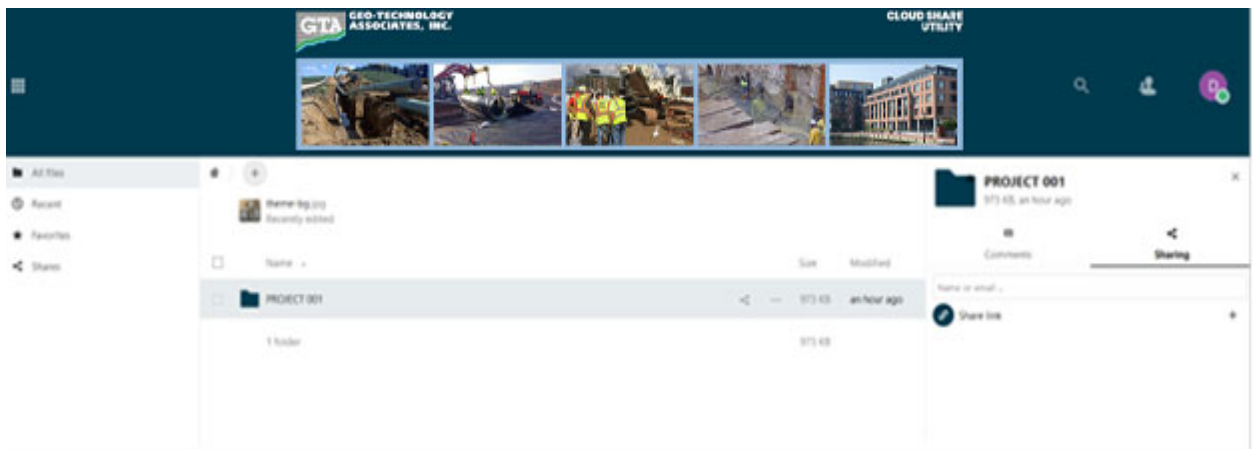 GTA
GEO-TECHNOLOGY
ASSOCIATES, INC.
CLOUD SHARE
UTILITY
D
All files
Recent
Favorites
Shares
theme-bg.jpg
Recently edited
Name
Size
Modified
PROJECT 001
973 KB
an hour ago
1 folder
973 KB
PROJECT 001
973 KB, an hour ago
Comments
Sharing
Name or email ...
Share link